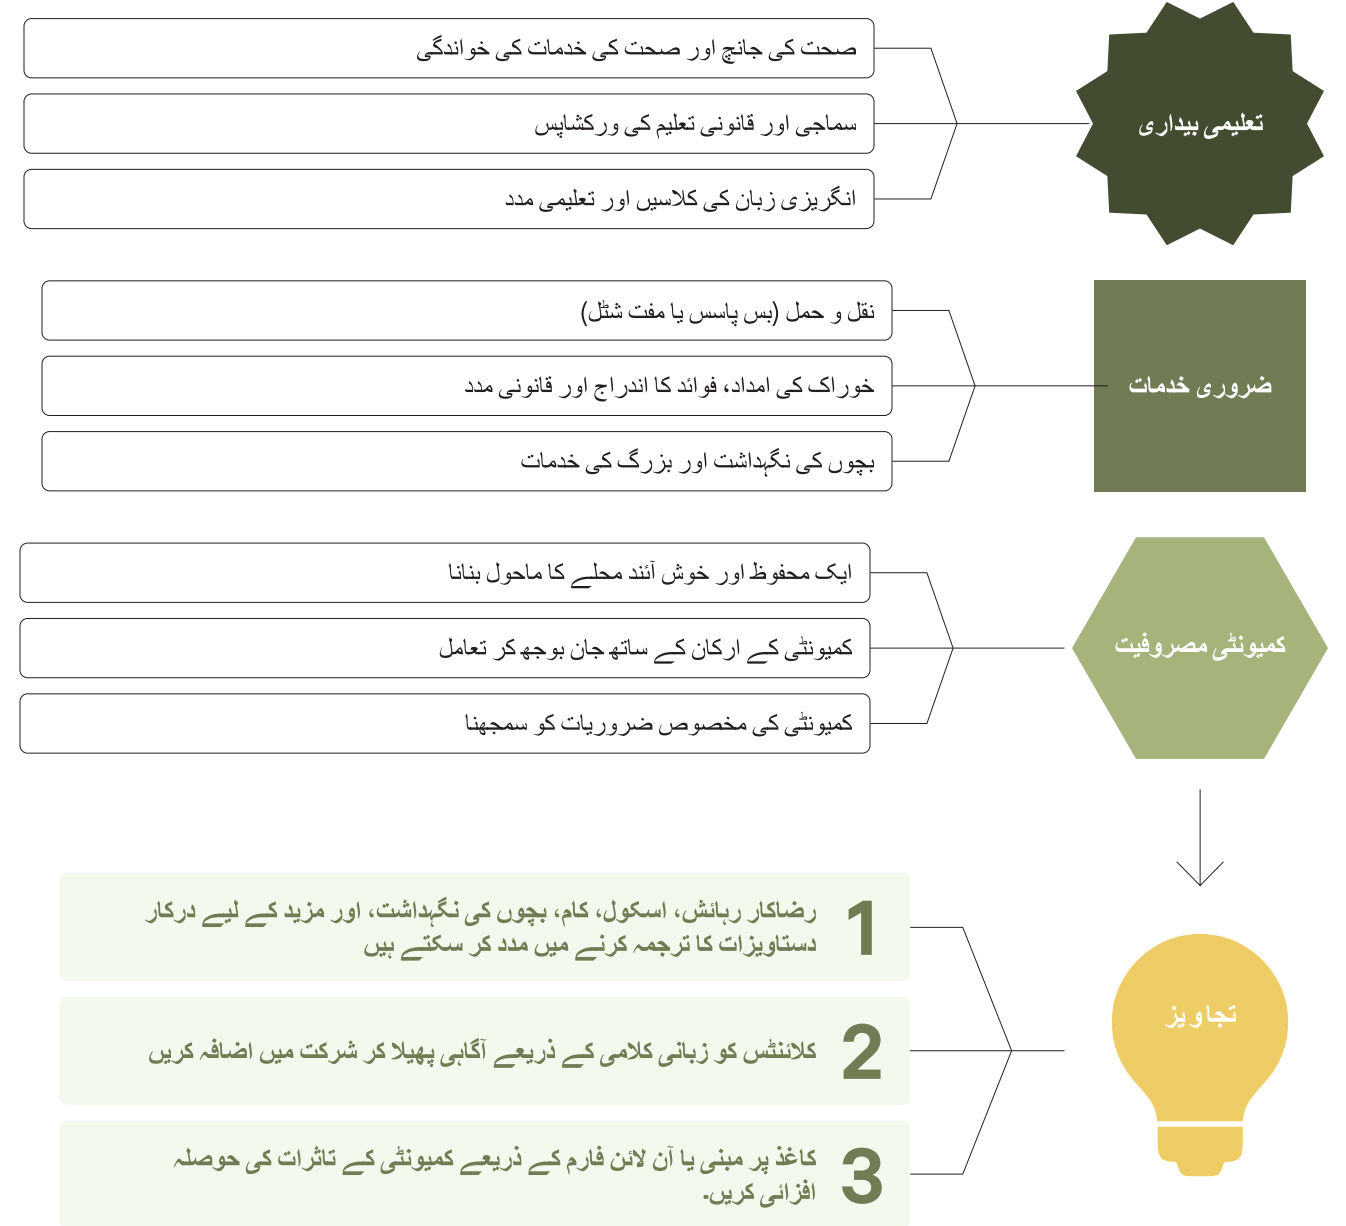 تعلیمی بیداری
صحت کی جانچ اور صحت کی خدمات کی خواندگی
سماجی اور قانونی تعلیم کی ورکشاپس
انگریزی زبان کی کلاسیں اور تعلیمی مدد
ضروری خدمات
نقل و حمل (بس پاسس یا مفت شٹل)
خوراک کی امداد، فوائد کا اندراج اور قانونی مدد
بچوں کی نگہداشت اور بزرگ کی خدمات
کمیونٹی مصروفیت
ایک محفوظ اور خوش آئند محلے کا ماحول بنانا
کمیونٹی کے ارکان کے ساتھ جان بوجھ کر تعامل
کمیونٹی کی مخصوص ضروریات کو سمجھنا
تجاویز
1
رضاکار رہائش، اسکول، کام، بچوں کی نگہداشت، اور مزید کے لیے درکار
دستاویزات کا ترجمہ کرنے میں مدد کر سکتے ہیں
2
کلائنٹس کو زبانی کلامی کے ذریعے آگاہی پھیلا کر شرکت میں اضافہ کریں
3
کاغذ پر مبنی یا آن لائن فارم کے ذریعے کمیونٹی کے تاثرات کی حوصلہ
افزائی کریں۔